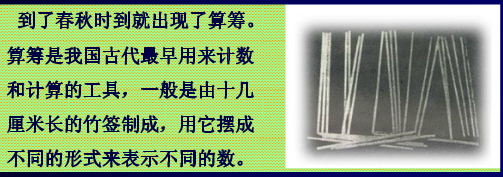 到了春秋时到就出现了算筹。
算筹是我国古代最早用来计数
和计算的工具，一般是由十几
厘米长的竹签制成，用它摆成
不同的形式来表示不同的数。